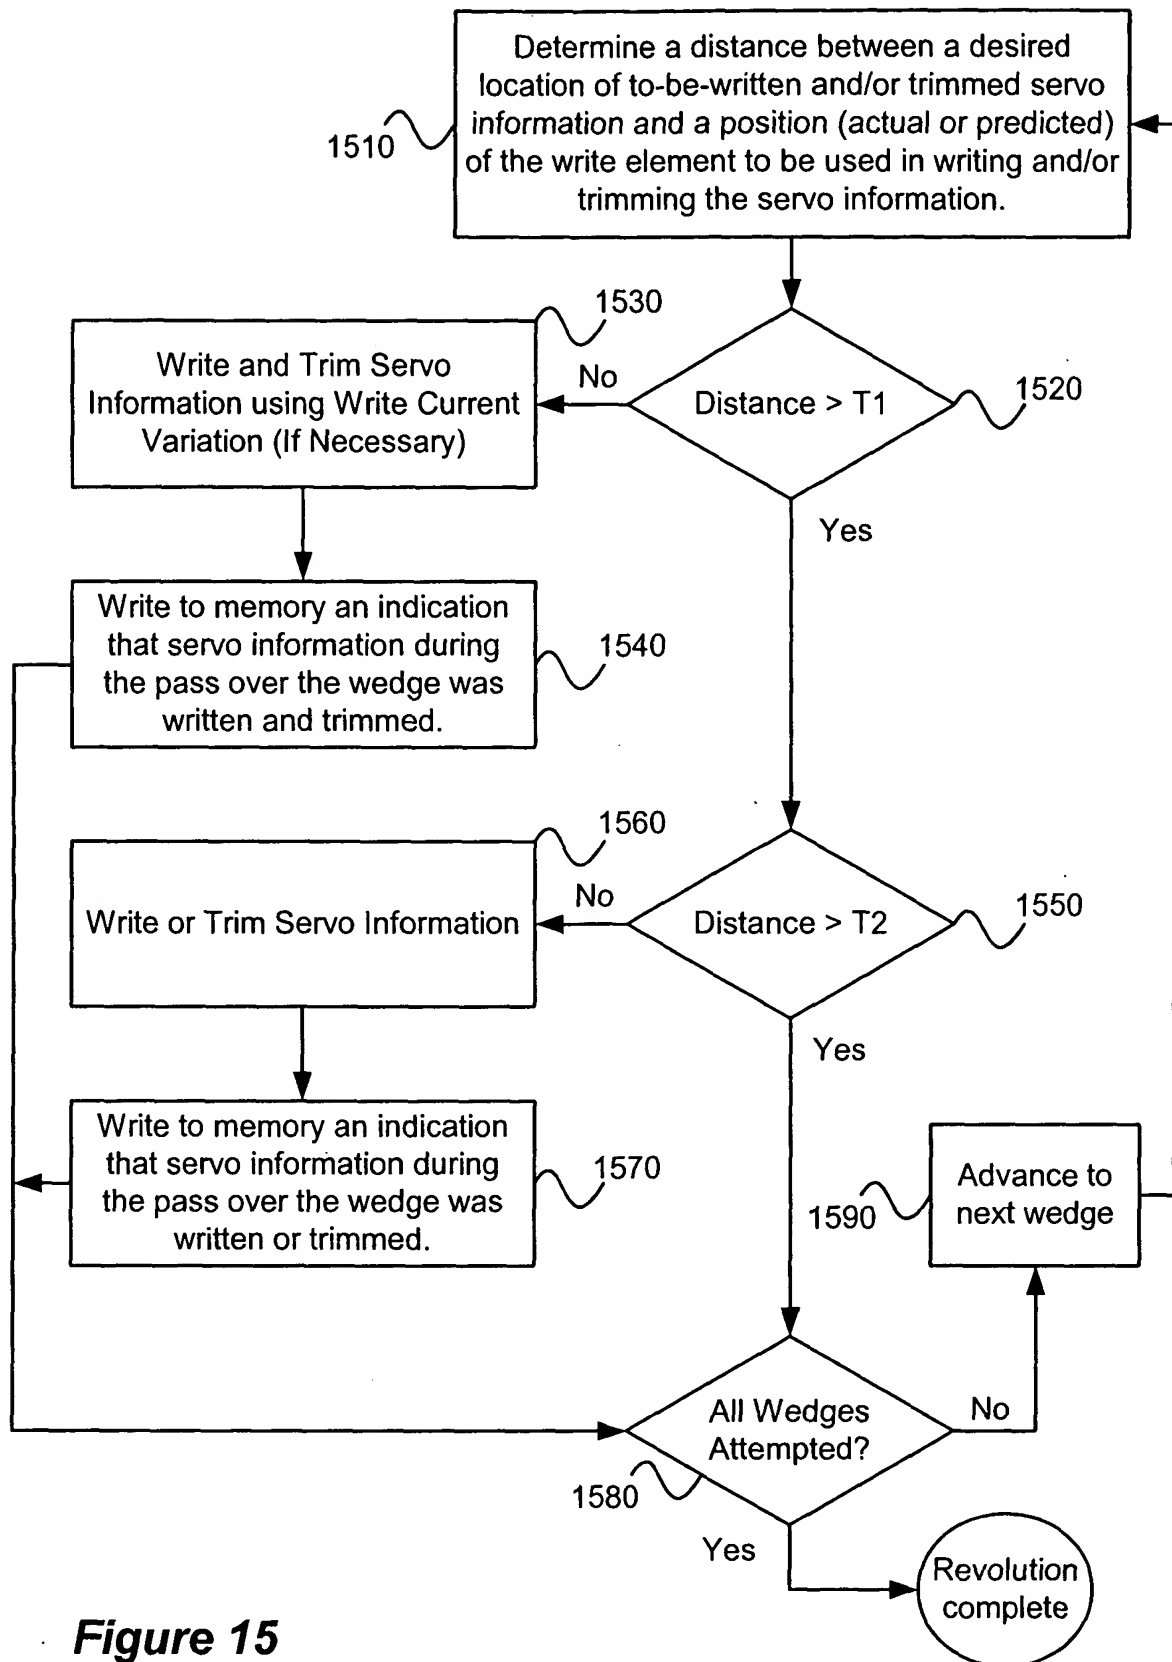 Determine a distance between a desired
location of to-be-written and/or trimmed servo
information and a position (actual or predicted)
of the write element to be used in writing and/or
trimming the servo information.
1510
1530
Write and Trim Servo
Information using Write Current
Variation (If Necessary)
No
Distance > T1
1520
Yes
Write to memory an indication
that servo information during
the pass over the wedge was
written and trimmed.
1540
1560
Write or Trim Servo Information
No
Distance > T2
1550
Yes
Write to memory an indication
that servo information during
the pass over the wedge was
written or trimmed.
1570
Advance to
next wedge
1590
All Wedges
Attempted?
No
1580
Yes
Revolution
complete
Figure 15